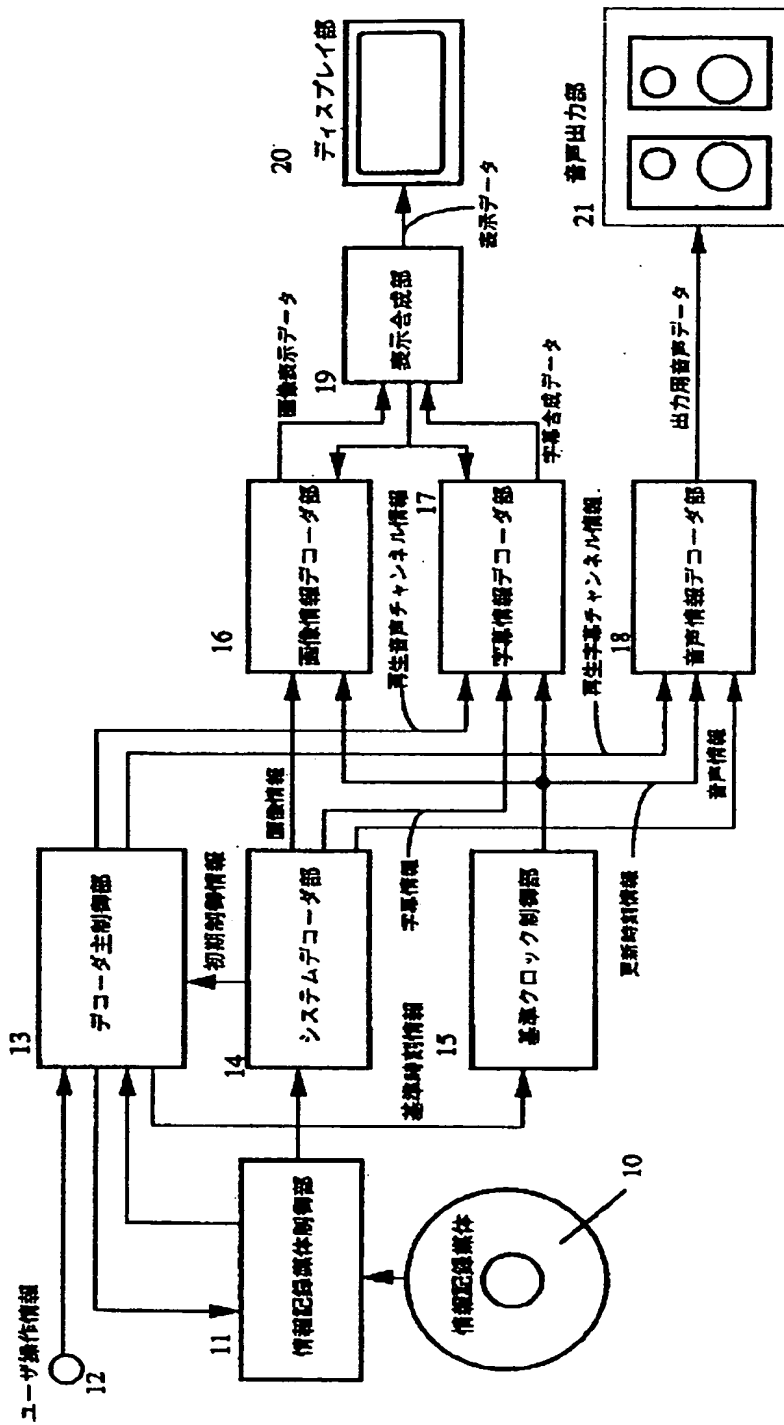 ユーザ操作情報
12
13
デコーダ主制御部
初期制御情報
11
情報記録媒体制御部
14
システムデコーダ部
基準時刻情報
15
基準クロック制御部
情報記録媒体
10
画像情報
字幕情報
音声情報
更新時刻情報
再生音声チャンネル情報
再生字幕チャンネル情報
16
画像情報デコーダ部
17
字幕情報デコーダ部
18
音声情報デコーダ部
画像表示データ
字幕合成データ
19
表示合成部
表示データ
20
ディスプレイ部
出力用音声データ
21
音声出力部